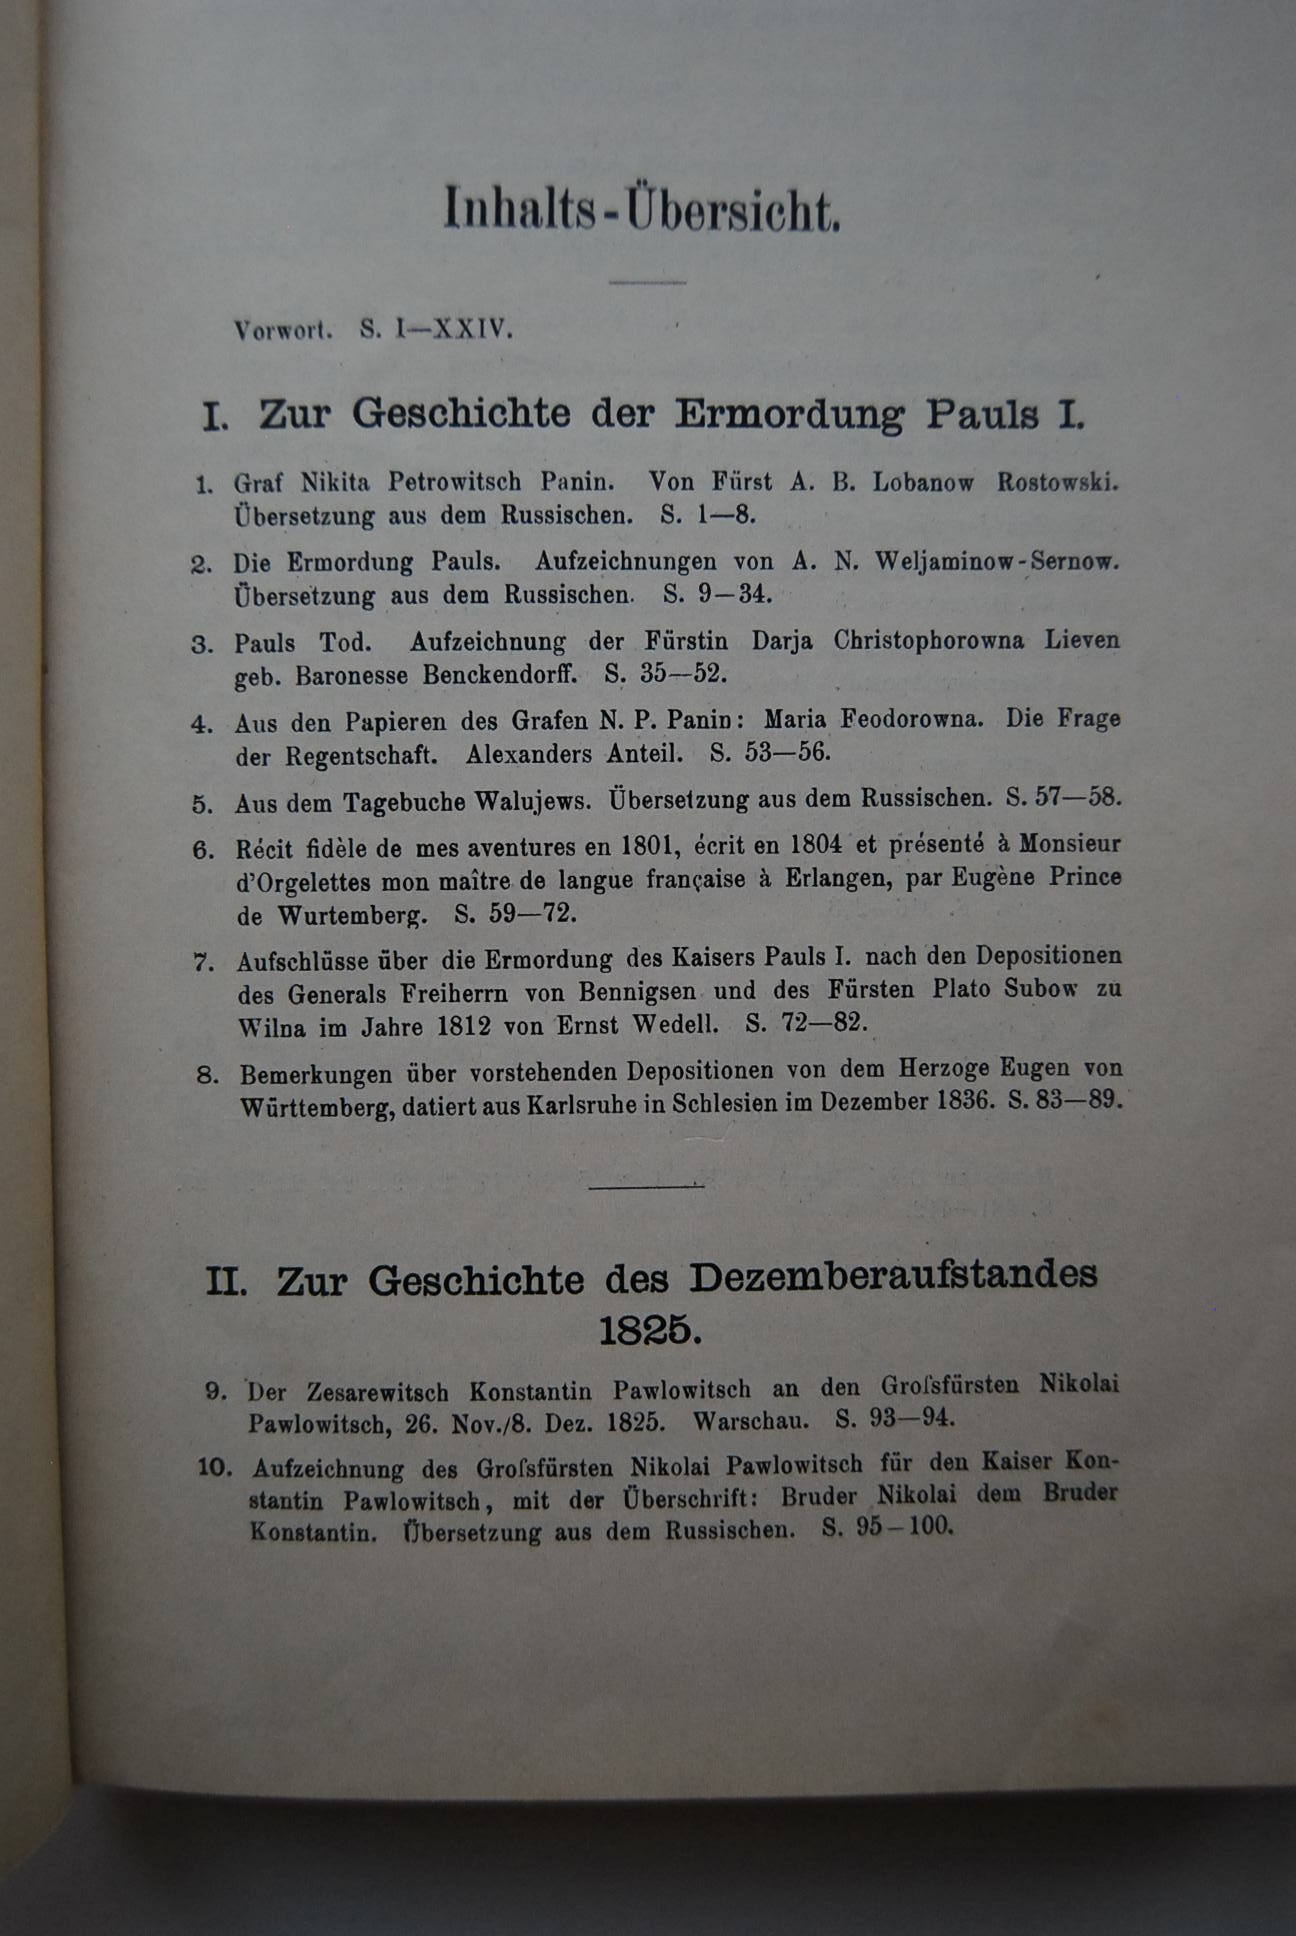 Inhalts-Übersicht.
Vorwort. S. I—XXIV.
I. Zur Geschichte der Ermordung Pauls I.
1. Graf Nikita Petrowitsch Panin. Von Fürst A. B. Lobanow Rostowski.
Übersetzung aus dem Russischen. S. 1—8.
2. Die Ermordung Pauls. Aufzeichnungen von A. N. Weljaminow-Sernow.
Übersetzung aus dem Russischen. S. 9—34.
3. Pauls Tod. Aufzeichnung der Fürstin Darja Christophorowna Lieven
geb. Baronesse Benckendorff. S. 35—52.
4. Aus den Papieren des Grafen N. P. Panin: Maria Feodorowna. Die Frage
der Regentschaft. Alexanders Anteil. S. 53—56.
5. Aus dem Tagebuche Walujews. Übersetzung aus dem Russischen. S. 57—58.
6. Récit fidèle de mes aventures en 1801, écrit en 1804 et présenté à Monsieur
d'Orgelettes mon maître de langue française à Erlangen, par Eugène Prince
de Wurtemberg. S. 59—72.
7. Aufschlüsse über die Ermordung des Kaisers Pauls I. nach den Depositionen
des Generals Freiherrn von Bennigsen und des Fürsten Plato Subow zu
Wilna im Jahre 1812 von Ernst Wedell. S. 72—82.
8. Bemerkungen über vorstehenden Depositionen von dem Herzoge Eugen von
Württemberg, datiert aus Karlsruhe in Schlesien im Dezember 1836. S. 83—89.
II. Zur Geschichte des Dezemberaufstandes
1825.
9. Der Zesarewitsch Konstantin Pawlowitsch an den Groſsfürsten Nikolai
Pawlowitsch, 26. Nov./8. Dez. 1825. Warschau. S. 93—94.
10. Aufzeichnung des Groſsfürsten Nikolai Pawlowitsch für den Kaiser Kon-
stantin Pawlowitsch, mit der Überschrift: Bruder Nikolai dem Bruder
Konstantin. Übersetzung aus dem Russischen. S. 95–100.